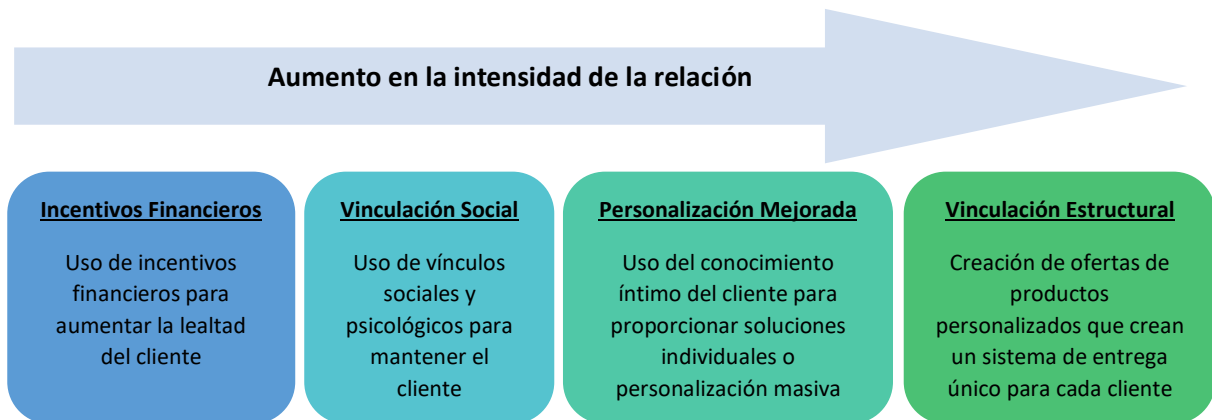 Aumento en la intensidad de la relación
Incentivos Financieros
Uso de incentivos
financieros para
aumentar la lealtad
del cliente
Vinculación Social
Uso de vínculos
sociales y
psicológicos para
mantener el
cliente
Personalización Mejorada
Uso del conocimiento
íntimo del cliente para
proporcionar soluciones
individuales o
personalización masiva
Vinculación Estructural
Creación de ofertas de
productos
personalizados que crean
un sistema de entrega
único para cada cliente